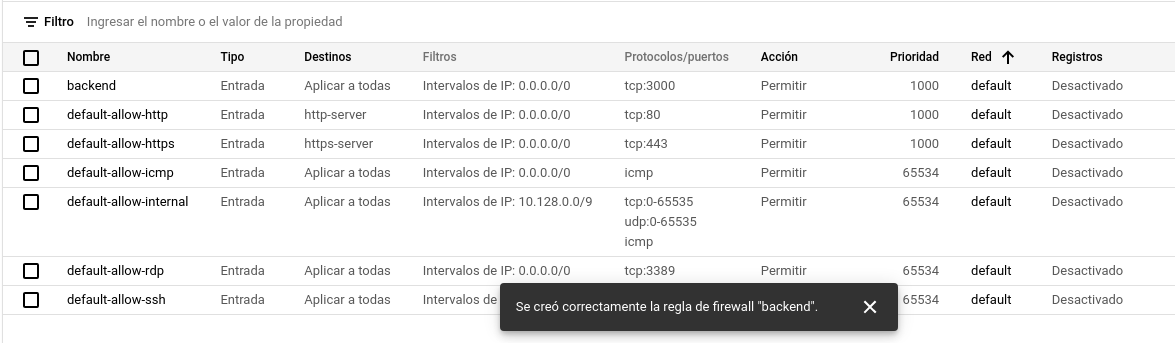 Filtro Ingresar el nombre o el valor de la propiedad
Nombre Tipo Destinos Filtros Protocolos/puertos Acción Prioridad Red Registros
backend Entrada Aplicar a todas Intervalos de IP: 0.0.0.0/0 tcp:3000 Permitir 1000 default Desactivado
default-allow-http Entrada http-server Intervalos de IP: 0.0.0.0/0 tcp:80 Permitir 1000 default Desactivado
default-allow-https Entrada https-server Intervalos de IP: 0.0.0.0/0 tcp:443 Permitir 1000 default Desactivado
default-allow-icmp Entrada Aplicar a todas Intervalos de IP: 0.0.0.0/0 icmp Permitir 65534 default Desactivado
default-allow-internal Entrada Aplicar a todas Intervalos de IP: 10.128.0.0/9 tcp:0-65535 Permitir 65534 default Desactivado
udp:0-65535
icmp
default-allow-rdp Entrada Aplicar a todas Intervalos de IP: 0.0.0.0/0 tcp:3389 Permitir 65534 default Desactivado
default-allow-ssh Entrada Aplicar a todas Intervalos de 65534 default Desactivado
Se creó correctamente la regla de firewall "backend".